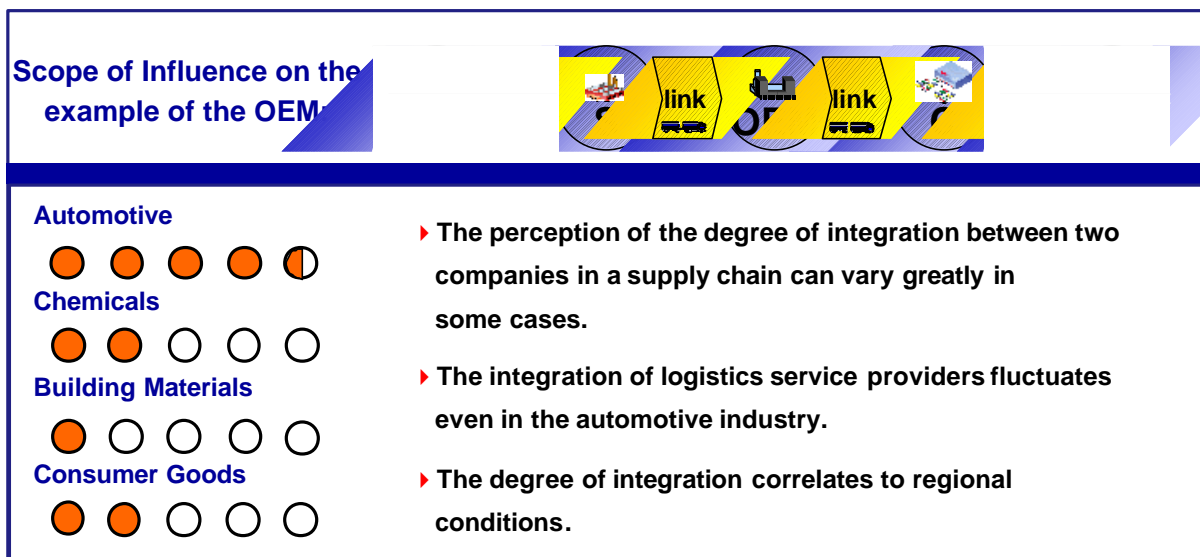 Scope of Influence on the
example of the OEM
link
link
Automotive
Chemicals
Building Materials
Consumer Goods
The perception of the degree of integration between two
companies in a supply chain can vary greatly in
some cases.
The integration of logistics service providers fluctuates
even in the automotive industry.
The degree of integration correlates to regional
conditions.